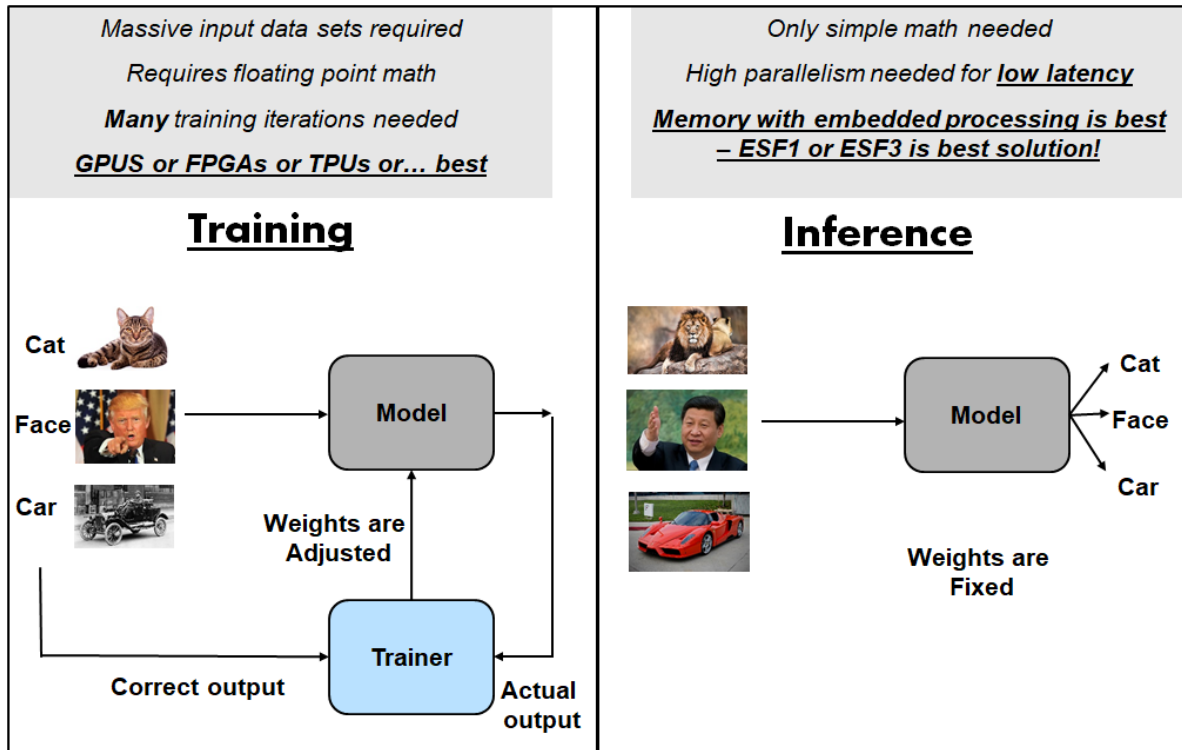 Massive input data sets required
Requires floating point math
Many training iterations needed
GPUS or FPGAs or TPUs or… best
Training
Cat
Face
Car
Model
Weights are
Adjusted
Trainer
Correct output
Actual
output
Only simple math needed
High parallelism needed for low latency
Memory with embedded processing is best
– ESF1 or ESF3 is best solution!
Inference
Model
Cat
Face
Car
Weights are
Fixed